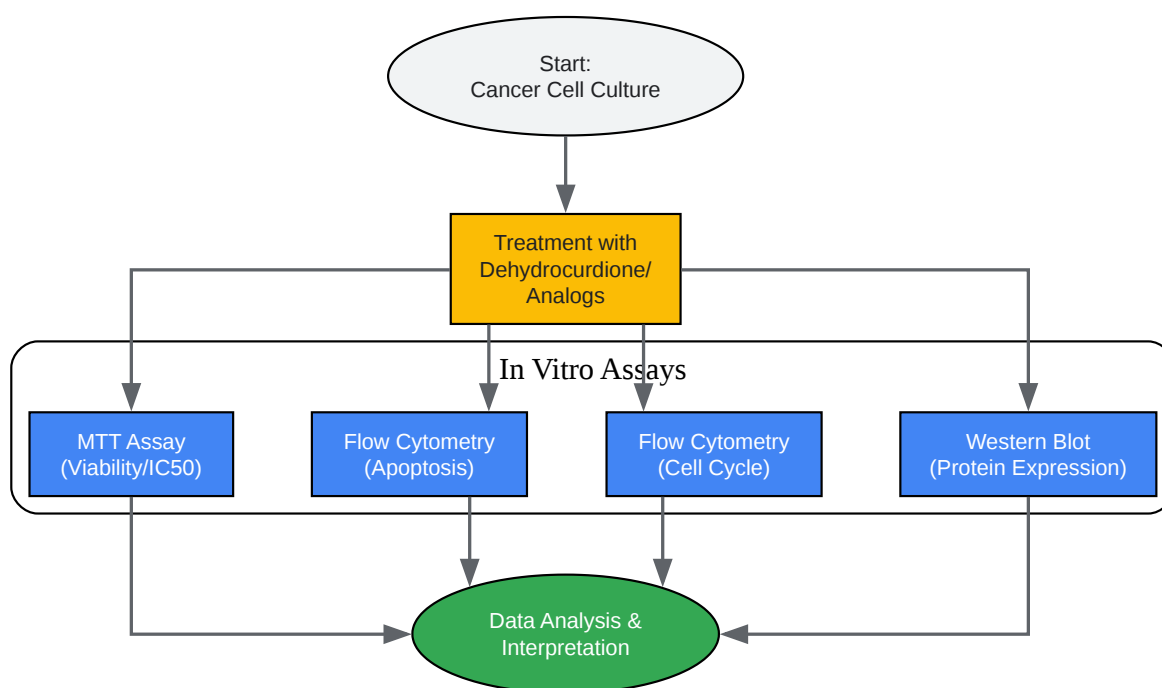 Start:
Cancer Cell Culture
Treatment with
Dehydrocurdione/
Analogs
In Vitro Assays
MTT Assay
(Viability/IC50)
Flow Cytometry
(Apoptosis)
Flow Cytometry
(Cell Cycle)
Western Blot
(Protein Expression)
Data Analysis &
Interpretation